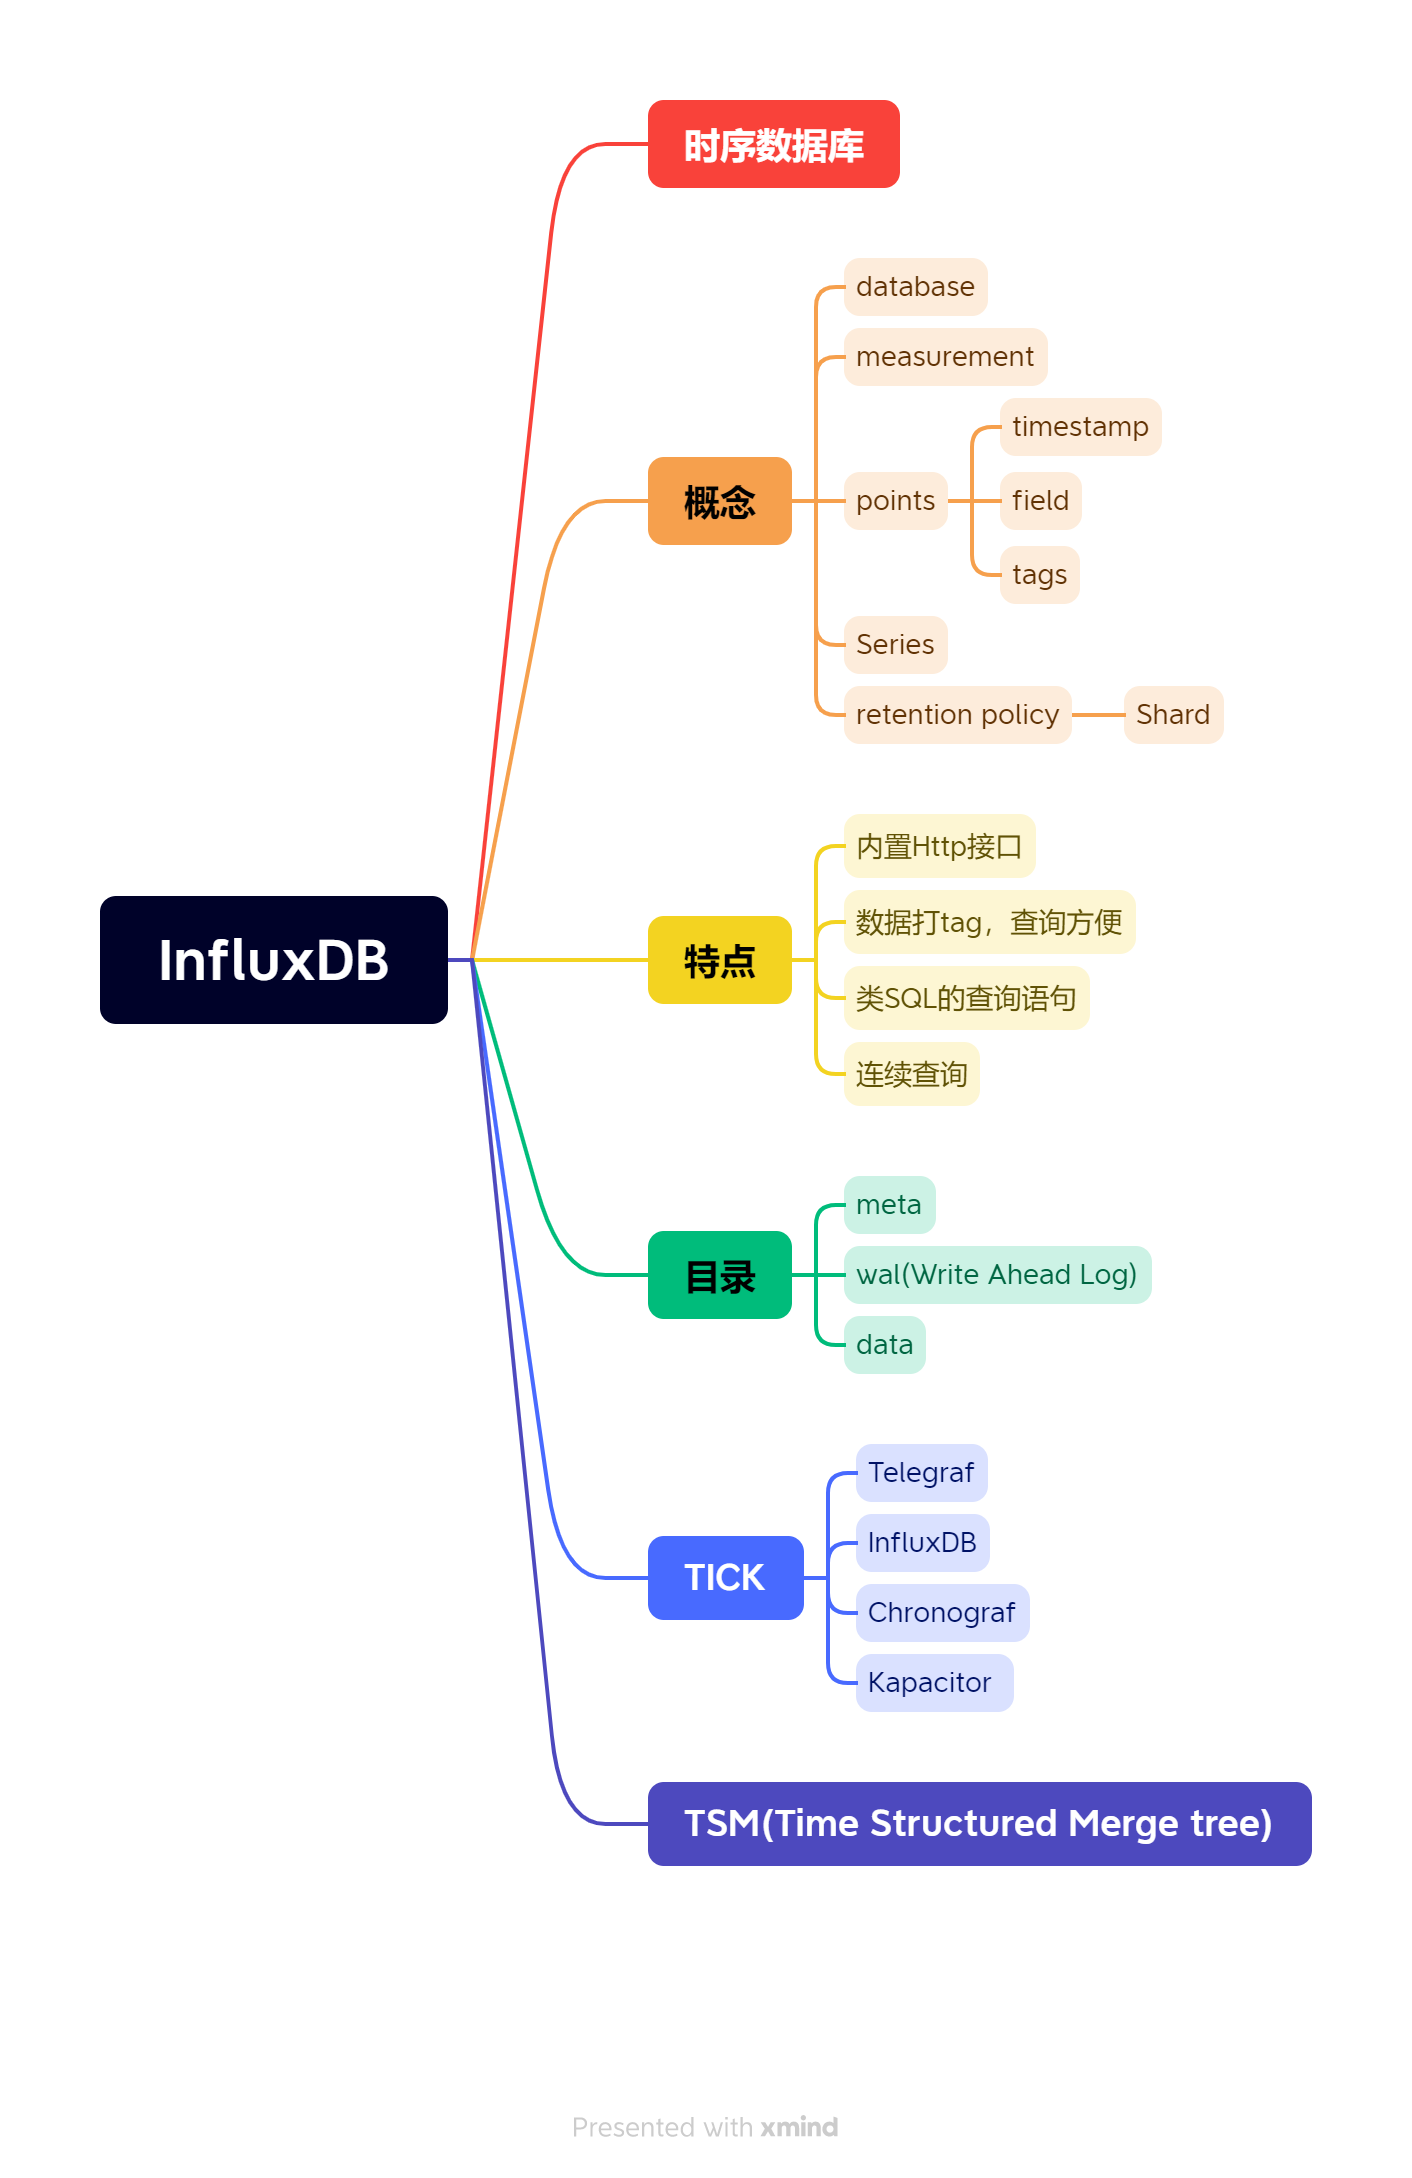 时序数据库
概念
database
measurement
points
timestamp
field
tags
Series
retention policy
Shard
InfluxDB
特点
内置Http接口
数据打tag，查询方便
类SQL的查询语句
连续查询
目录
meta
wal(Write Ahead Log)
data
TICK
Telegraf
InfluxDB
Chronograf
Kapacitor
TSM(Time Structured Merge tree)
Presented with xmind